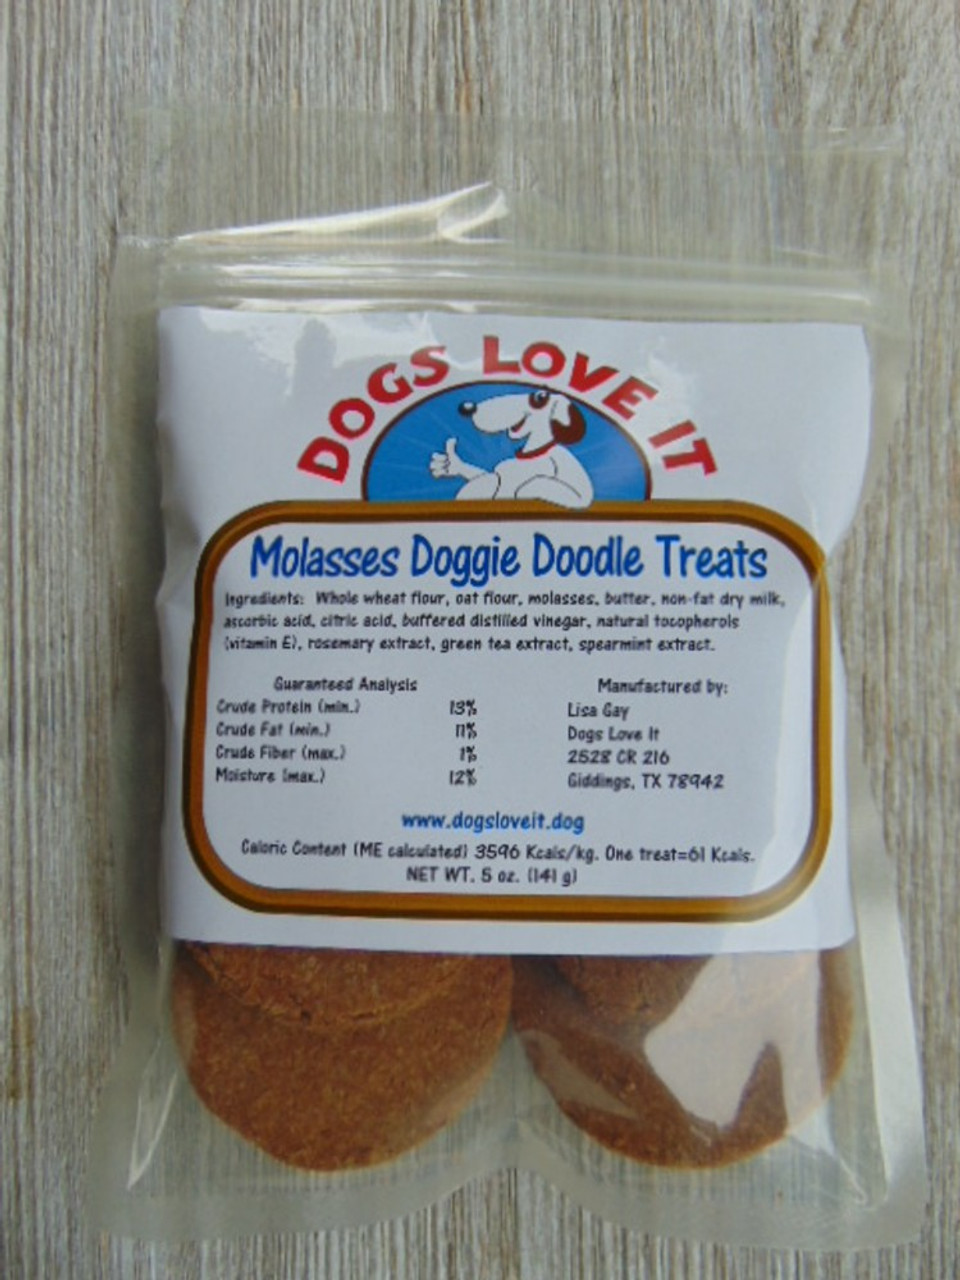 DOGS LOVE IT
Molasses Doggie Doodle Treats
Ingredients: Whole wheat flour, oat flour, molasses, butter, non-fat dry milk,
ascorbic acid, citric acid, buffered distilled vinegar, natural tocopherols
(vitamin E), rosemary extract, green tea extract, spearmint extract.
Guaranteed Analysis
Crude Protein (min.) 13%
Crude Fat (min.) 11%
Crude Fiber (max.) 1%
Moisture (max.) 12%
Manufactured by:
Lisa Gay
Dogs Love It
2528 CR 216
Giddings, TX 78942
www.dogsloveit.dog
Caloric Content (ME calculated) 3596 Kcals/kg. One treat=61 Kcals.
NET WT. 5 oz. (141 g)